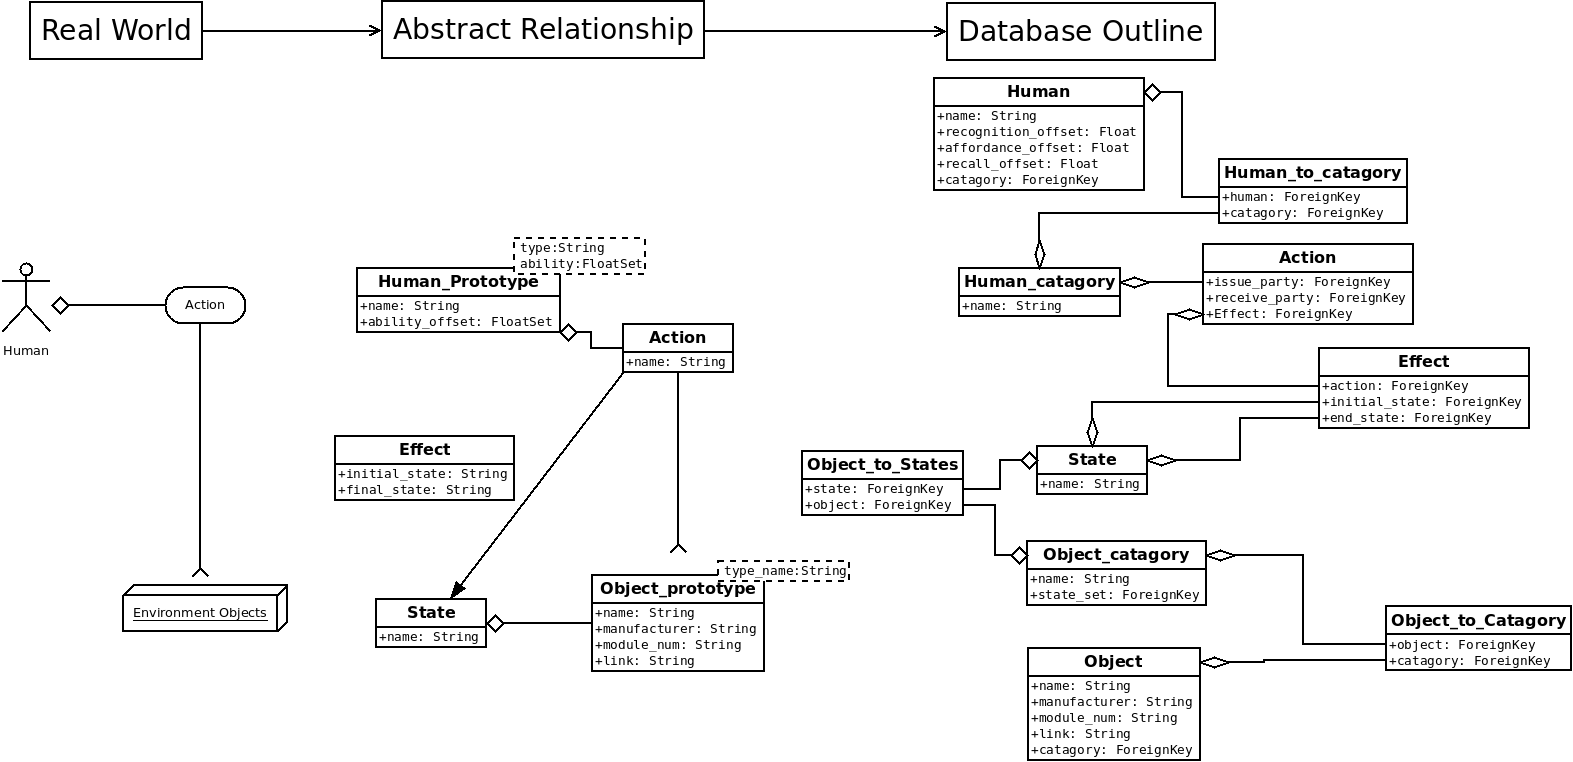 Real World
Abstract Relationship
Database Outline
Human
Action
Environment Objects
type:String
ability:FloatSet
Human_Prototype
+name: String
+ability_offset: FloatSet
Action
+name: String
Effect
+initial_state: String
+final_state: String
State
+name: String
type_name:String
Object_prototype
+name: String
+manufacturer: String
+module_num: String
+link: String
Human
+name: String
+recognition_offset: Float
+affordance_offset: Float
+recall_offset: Float
+catagory: ForeignKey
Human_to_catagory
+human: ForeignKey
+catagory: ForeignKey
Human_catagory
+name: String
Action
+issue_party: ForeignKey
+receive_party: ForeignKey
+Effect: ForeignKey
Effect
+action: ForeignKey
+initial_state: ForeignKey
+end_state: ForeignKey
Object_to_States
+state: ForeignKey
+object: ForeignKey
State
+name: String
Object_catagory
+name: String
+state_set: ForeignKey
Object_to_Catagory
+object: ForeignKey
+catagory: ForeignKey
Object
+name: String
+manufacturer: String
+module_num: String
+link: String
+catagory: ForeignKey